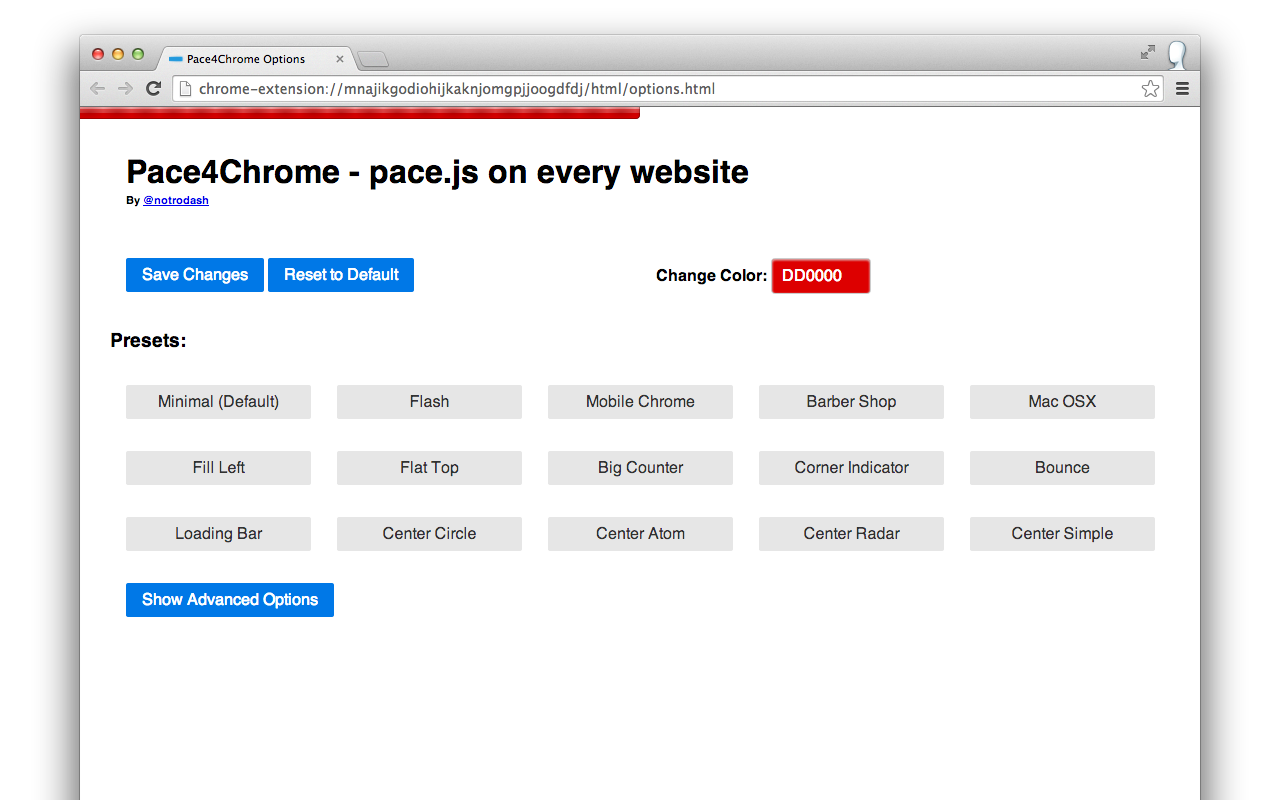 Pace4Chrome Options
chrome-extension://mnajikgodiohijkaknjomgpjjoogdfdj/html/options.html
Pace4Chrome - pace.js on every website
By @notrodash
Save Changes Reset to Default Change Color: DD0000
Presets:
Minimal (Default) Flash Mobile Chrome Barber Shop Mac OSX
Fill Left Flat Top Big Counter Corner Indicator Bounce
Loading Bar Center Circle Center Atom Center Radar Center Simple
Show Advanced Options